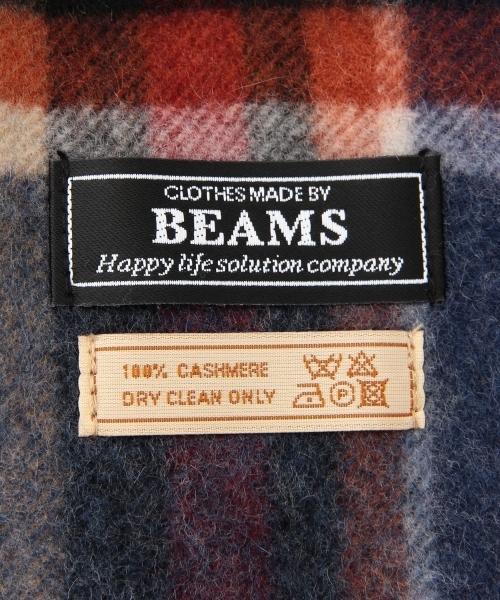 CLOTHES MADE BY
BEAMS
Happy life solution company
100% CASHMERE
DRY CLEAN ONLY
P